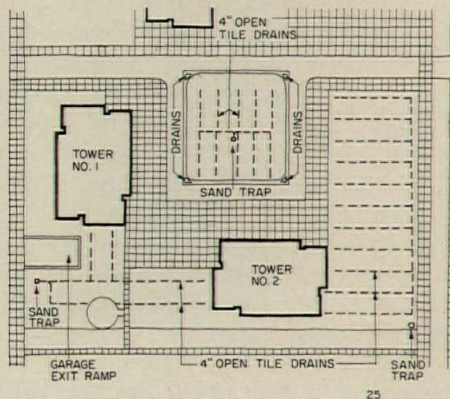 4" OPEN
TILE DRAINS
DRAINS
DRAINS
TOWER
NO. 1
SAND TRAP
TOWER
NO. 2
SAND
TRAP
GARAGE
EXIT RAMP
4" OPEN TILE DRAINS
SAND
TRAP
25